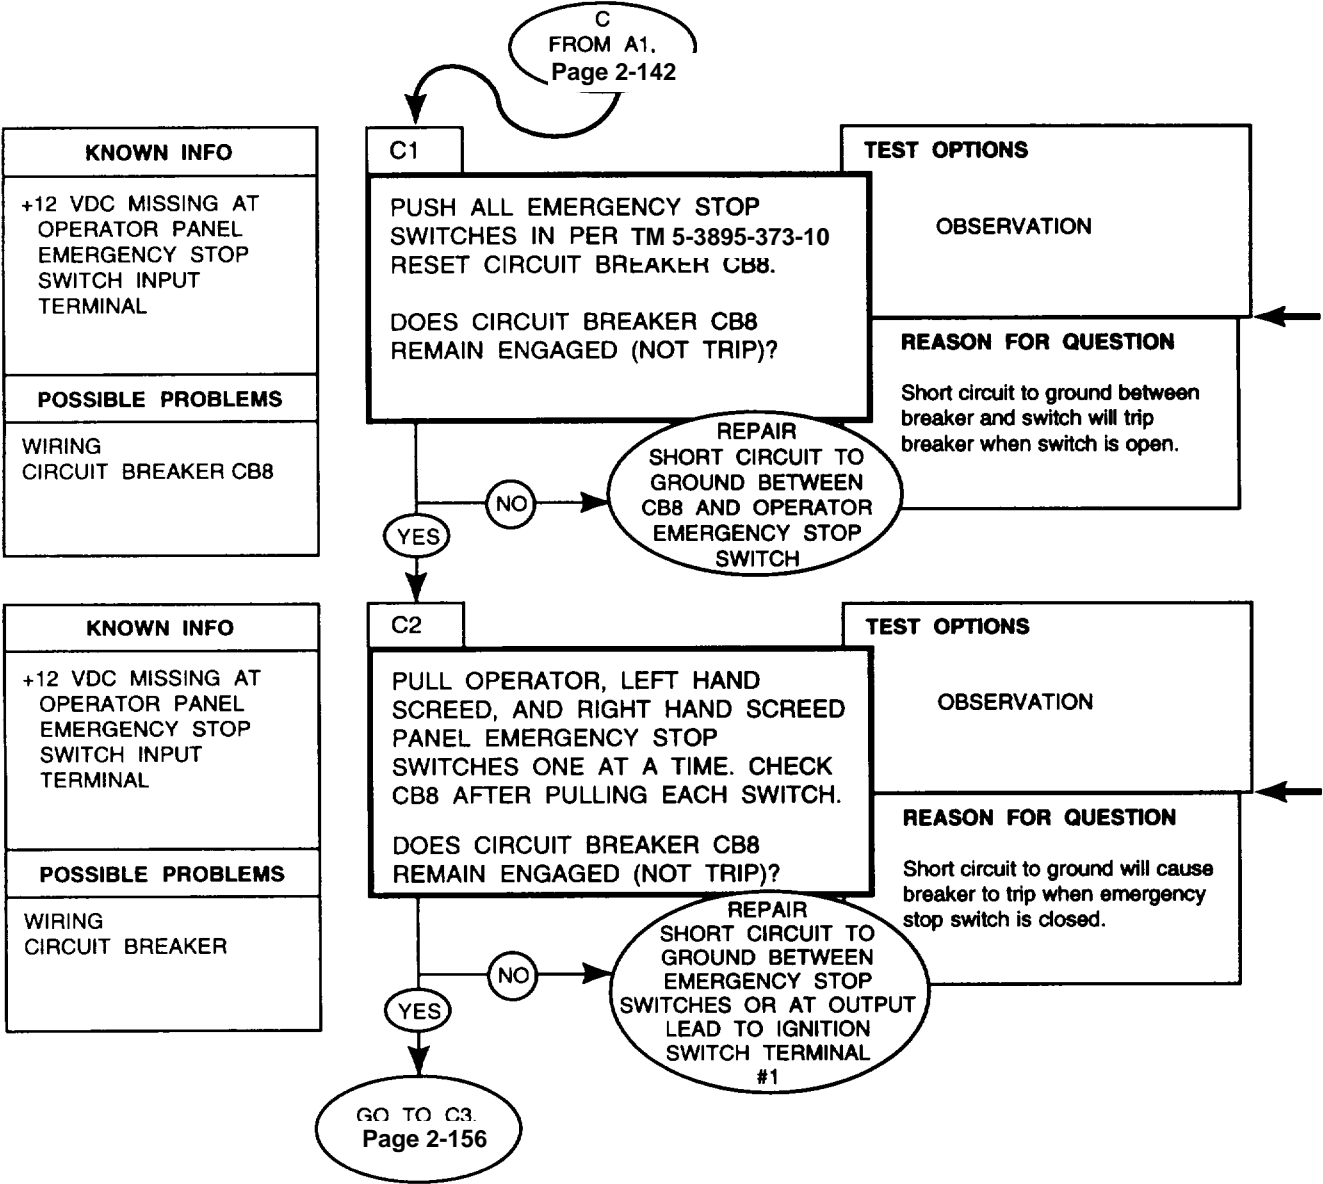 C
FROM A1.
Page 2-142
KNOWN INFO
+12 VDC MISSING AT
OPERATOR PANEL
EMERGENCY STOP
SWITCH INPUT
TERMINAL
POSSIBLE PROBLEMS
WIRING
CIRCUIT BREAKER CB8
C1
PUSH ALL EMERGENCY STOP
SWITCHES IN PER TM 5-3895-373-10
RESET CIRCUIT BREAKER CB8.
DOES CIRCUIT BREAKER CB8
REMAIN ENGAGED (NOT TRIP)?
TEST OPTIONS
OBSERVATION
REASON FOR QUESTION
Short circuit to ground between
breaker and switch will trip
breaker when switch is open.
NO
REPAIR
SHORT CIRCUIT TO
GROUND BETWEEN
CB8 AND OPERATOR
EMERGENCY STOP
SWITCH
YES
KNOWN INFO
+12 VDC MISSING AT
OPERATOR PANEL
EMERGENCY STOP
SWITCH INPUT
TERMINAL
POSSIBLE PROBLEMS
WIRING
CIRCUIT BREAKER
C2
PULL OPERATOR, LEFT HAND
SCREED, AND RIGHT HAND SCREED
PANEL EMERGENCY STOP
SWITCHES ONE AT A TIME. CHECK
CB8 AFTER PULLING EACH SWITCH.
DOES CIRCUIT BREAKER CB8
REMAIN ENGAGED (NOT TRIP)?
TEST OPTIONS
OBSERVATION
REASON FOR QUESTION
Short circuit to ground will cause
breaker to trip when emergency
stop switch is closed.
NO
REPAIR
SHORT CIRCUIT TO
GROUND BETWEEN
EMERGENCY STOP
SWITCHES OR AT OUTPUT
LEAD TO IGNITION
SWITCH TERMINAL
#1
YES
GO TO C3.
Page 2-156